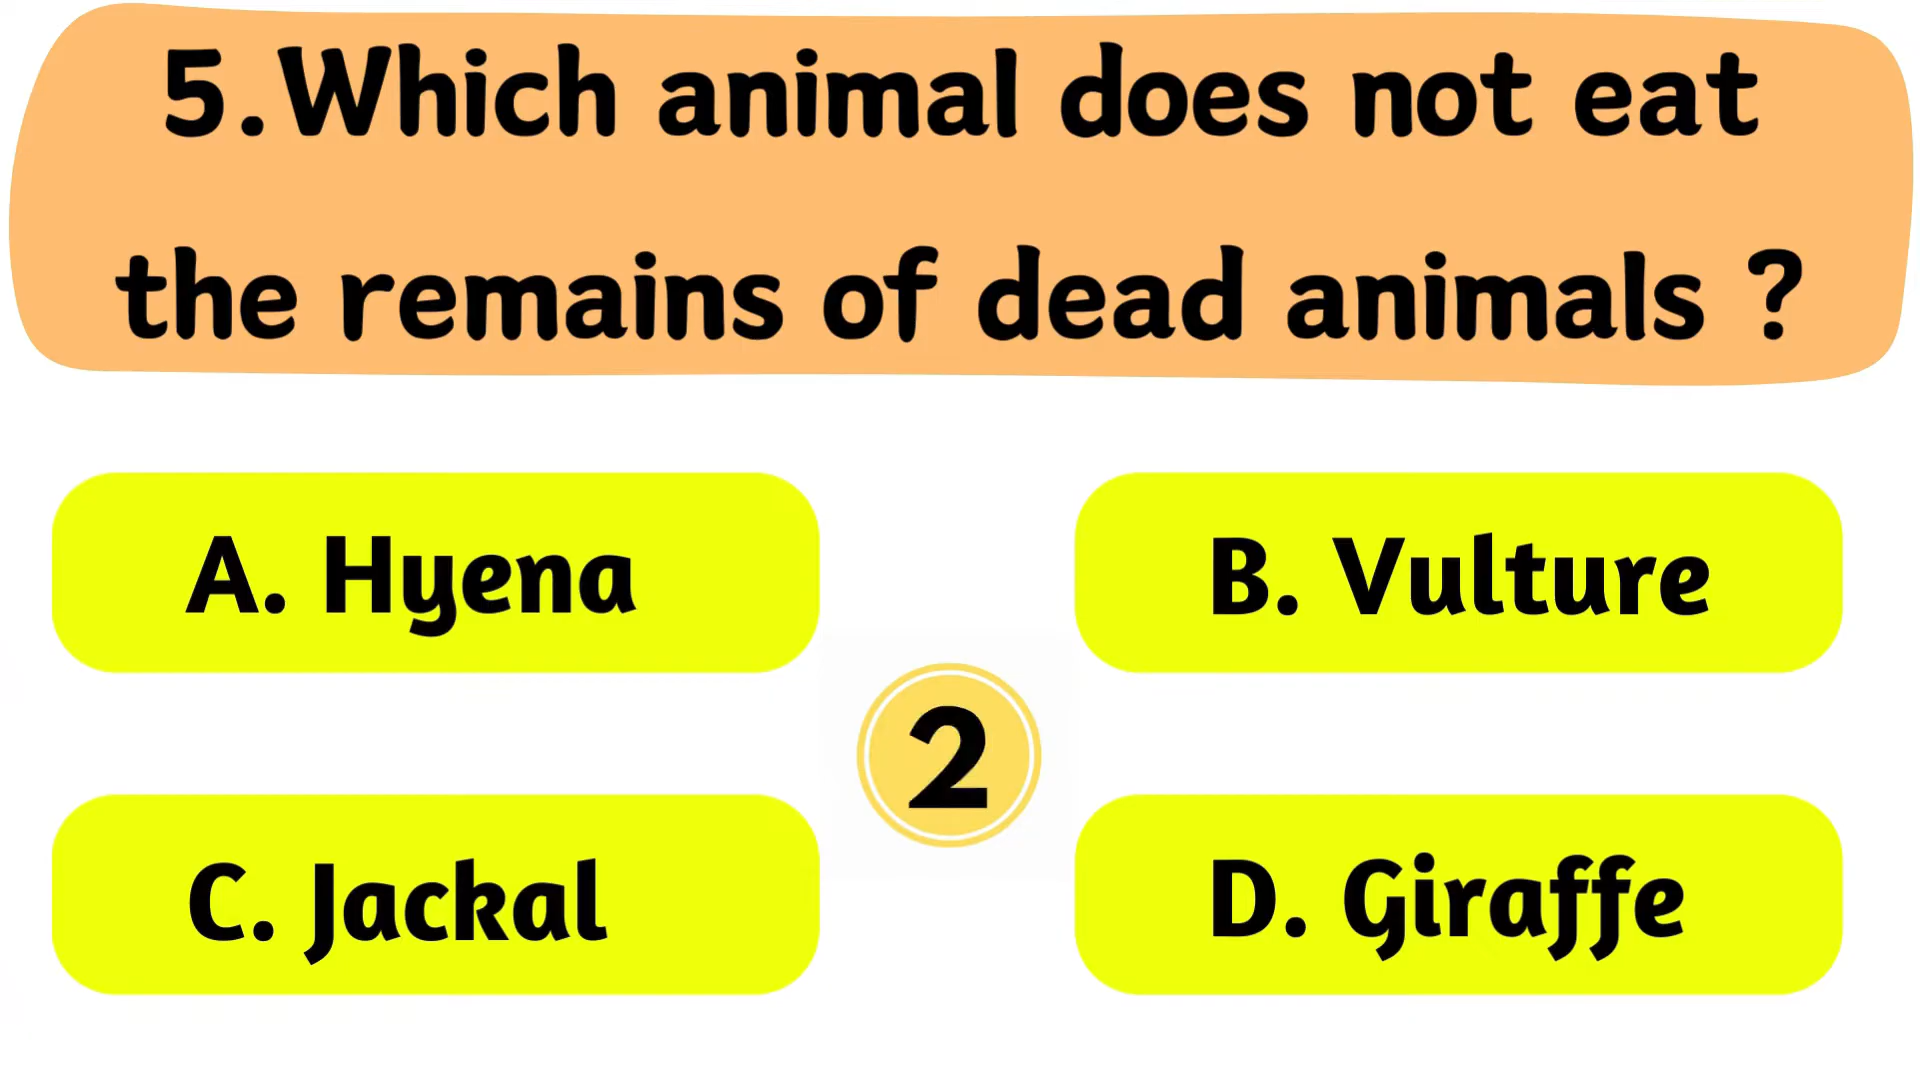 5.Which animal does not eat
the remains of dead animals ?
A. Hyena
B. Vulture
2
C. Jackal
D. Giraffe